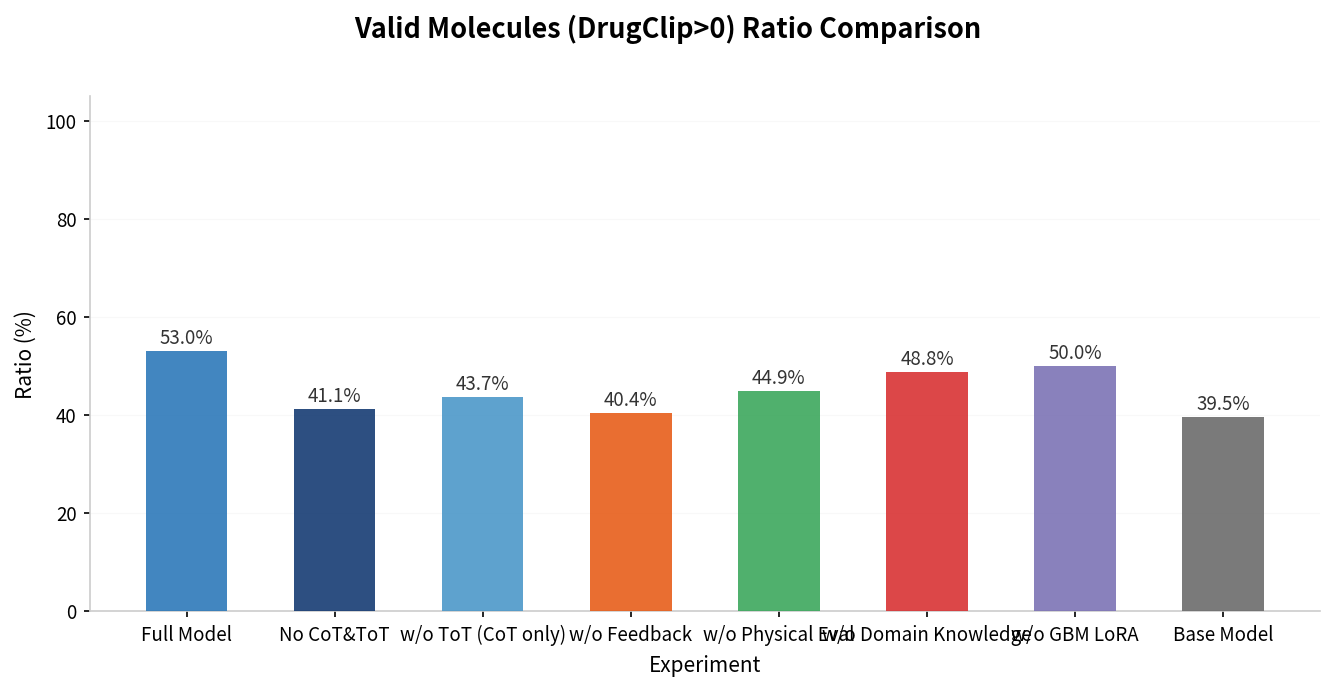 Valid Molecules (DrugClip>0) Ratio Comparison
Ratio (%)
100
80
60
40
20
0
53.0%
41.1%
43.7%
40.4%
44.9%
48.8%
50.0%
39.5%
Full Model
No CoT&ToT
w/o ToT (CoT only)
w/o Feedback
w/o Physical Eval
w/o Domain Knowledge
w/o GBM LoRA
Base Model
Experiment